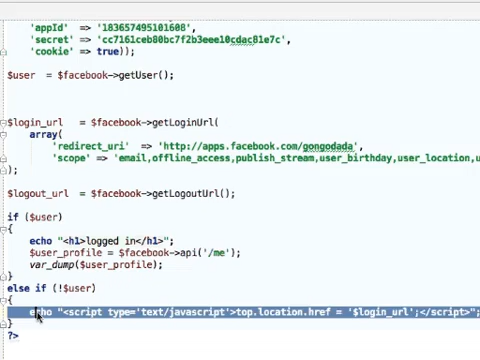 'appId' => '183657495101608',
'secret' => 'cc7161ceb80bc7f2b3eee10cdac81e7c',
'cookie' => true));
$user = $facebook->getUser();
$login_url = $facebook->getLoginUrl(
array(
'redirect_uri' => 'http://apps.facebook.com/gongodada',
'scope' => 'email,offline_access,publish_stream,user_birthday,user_location,u
);
$logout_url = $facebook->getLogoutUrl();
if ($user)
{
echo "<h1>logged in</h1>";
$user_profile = $facebook->api('/me');
var_dump($user_profile);
}
else if (!$user)
{
echo "<script type='text/javascript'>top.location.href = '$login_url';</script>";
}
?>